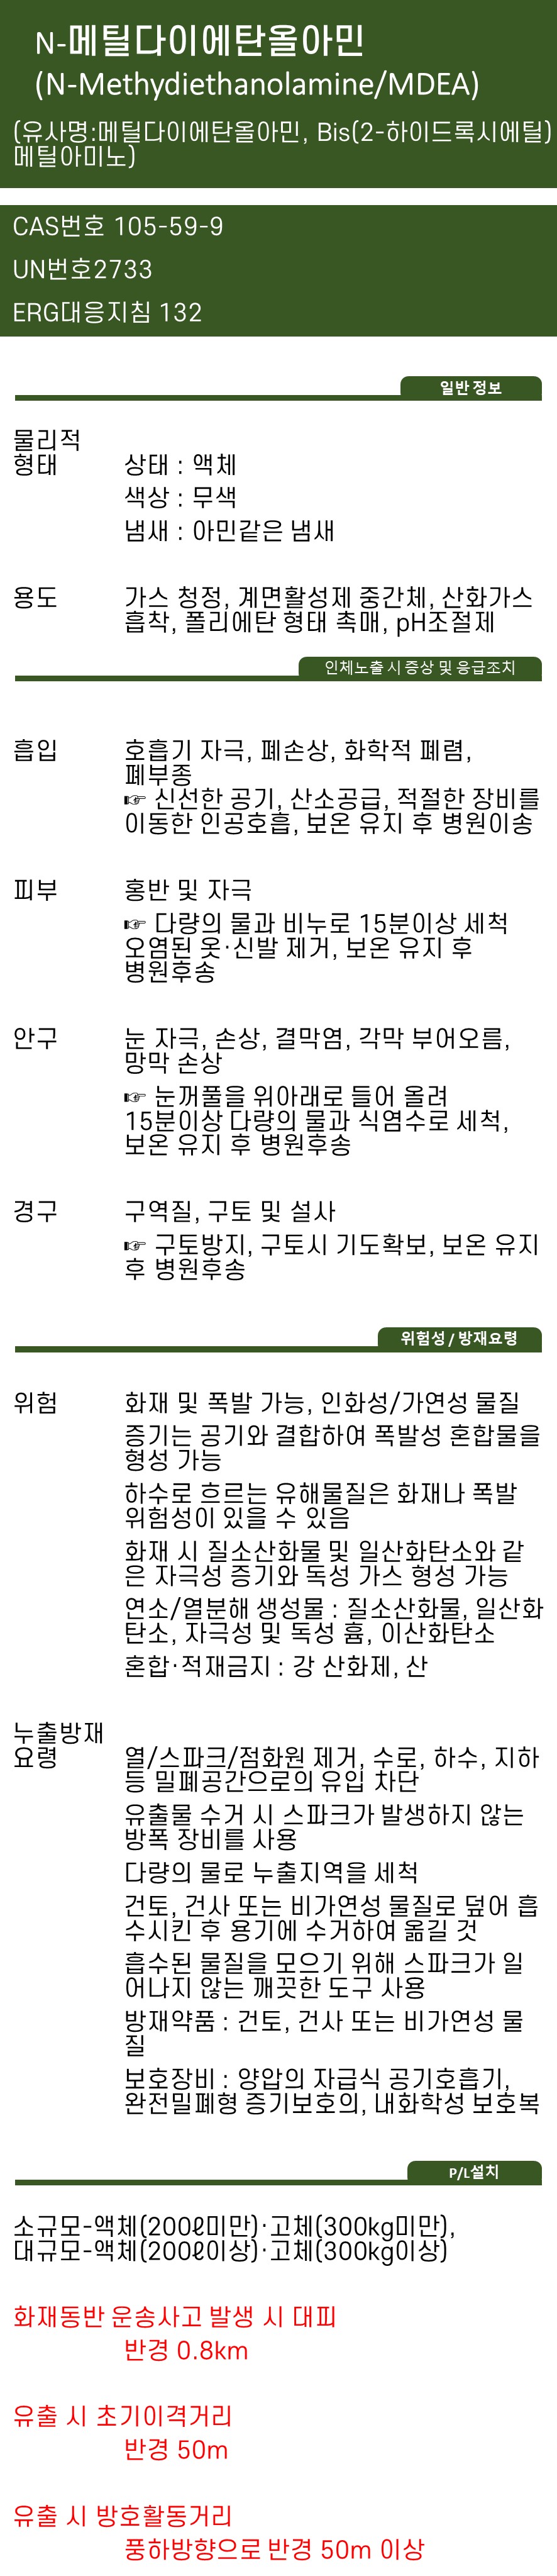 N-메틸다이에탄올아민
(N-Methydiethanolamine/MDEA)
(유사명:메틸다이에탄올아민, Bis(2-하이드록시에틸)
메틸아미노)
CAS번호 105-59-9
UN번호2733
ERG대응지침 132
일반 정보
물리적
형태 상태 : 액체
색상 : 무색
냄새 : 아민같은 냄새
용도 가스 청정, 계면활성제 중간체, 산화가스
흡착, 폴리에탄 형태 촉매, pH조절제
인체노출 시 증상 및 응급조치
흡입 호흡기 자극, 폐손상, 화학적 폐렴,
폐부종
☞ 신선한 공기, 산소공급, 적절한 장비를
이동한 인공호흡, 보온 유지 후 병원이송
피부 홍반 및 자극
☞ 다량의 물과 비누로 15분이상 세척
오염된 옷·신발 제거, 보온 유지 후
병원후송
안구 눈 자극, 손상, 결막염, 각막 부어오름,
망막 손상
☞ 눈꺼풀을 위아래로 들어 올려
15분이상 다량의 물과 식염수로 세척,
보온 유지 후 병원후송
경구 구역질, 구토 및 설사
☞ 구토방지, 구토시 기도확보, 보온 유지
후 병원후송
위험성 / 방재요령
위험 화재 및 폭발 가능, 인화성/가연성 물질
증기는 공기와 결합하여 폭발성 혼합물을
형성 가능
하수로 흐르는 유해물질은 화재나 폭발
위험성이 있을 수 있음
화재 시 질소산화물 및 일산화탄소와 같
은 자극성 증기와 독성 가스 형성 가능
연소/열분해 생성물 : 질소산화물, 일산화
탄소, 자극성 및 독성 흄, 이산화탄소
혼합·적재금지 : 강 산화제, 산
누출방재
요령 열/스파크/점화원 제거, 수로, 하수, 지하
등 밀폐공간으로의 유입 차단
유출물 수거 시 스파크가 발생하지 않는
방폭 장비를 사용
다량의 물로 누출지역을 세척
건토, 건사 또는 비가연성 물질로 덮어 흡
수시킨 후 용기에 수거하여 옮길 것
흡수된 물질을 모으기 위해 스파크가 일
어나지 않는 깨끗한 도구 사용
방재약품 : 건토, 건사 또는 비가연성 물
질
보호장비 : 양압의 자급식 공기호흡기,
완전밀폐형 증기보호의, 내화학성 보호복
P/L설치
소규모-액체(200ℓ미만)·고체(300kg미만),
대규모-액체(200ℓ이상)·고체(300kg이상)
화재동반 운송사고 발생 시 대피
반경 0.8km
유출 시 초기이격거리
반경 50m
유출 시 방호활동거리
풍하방향으로 반경 50m 이상